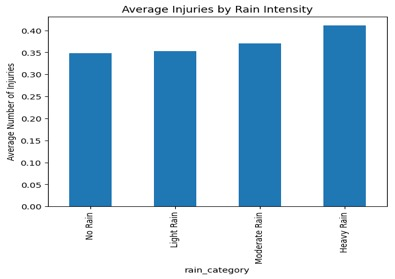 Average Injuries by Rain Intensity
Average Number of Injuries
0.40
0.35
0.30
0.25
0.20
0.15
0.10
0.05
0.00
No Rain
Light Rain
Moderate Rain
Heavy Rain
rain_category